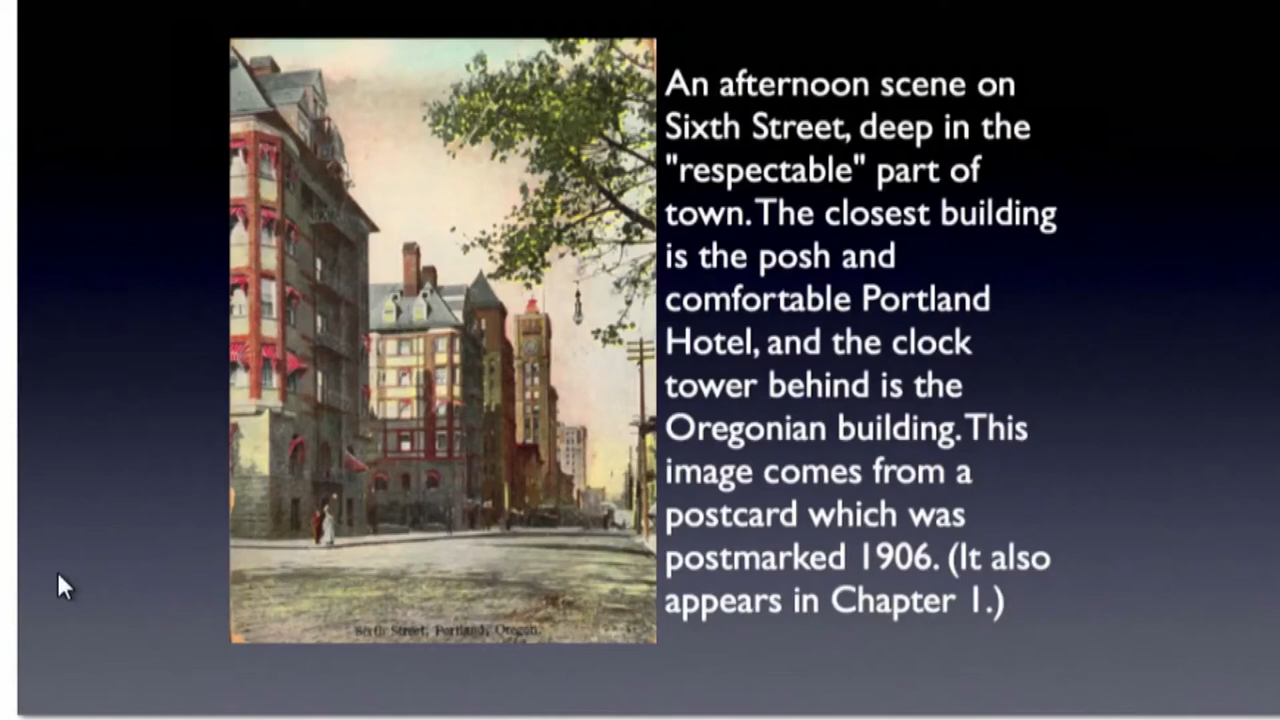 An afternoon scene on
Sixth Street, deep in the
"respectable" part of
town. The closest building
is the posh and
comfortable Portland
Hotel, and the clock
tower behind is the
Oregonian building. This
image comes from a
postcard which was
postmarked 1906. (It also
appears in Chapter 1.)
Sixth Street, Portland, Oregon.